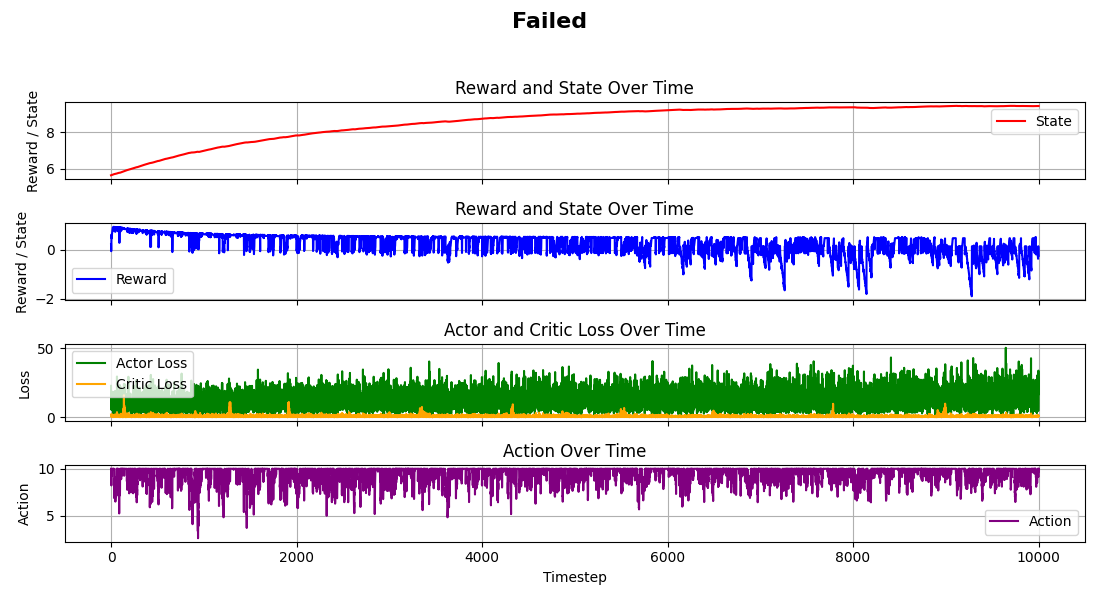 Failed
Reward and State Over Time
Reward / State
8
6
State
Reward and State Over Time
Reward / State
0
−2
Reward
Actor and Critic Loss Over Time
Loss
50
0
Actor Loss
Critic Loss
Action Over Time
Action
10
5
Action
0 2000 4000 6000 8000 10000
Timestep